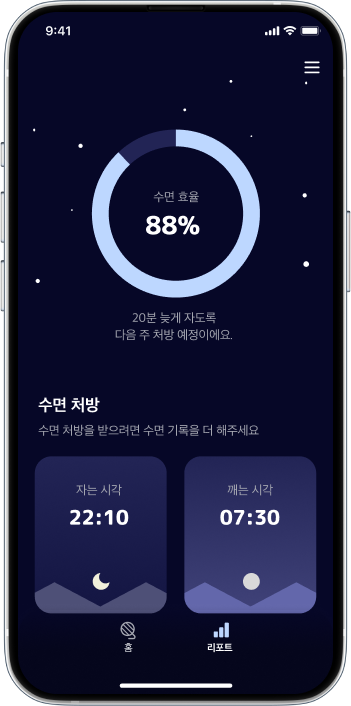 9:41
수면 효율
88%
20분 늦게 자도록
다음 주 처방 예정이에요.
수면 처방
수면 처방을 받으려면 수면 기록을 더 해주세요
자는 시각
22:10
깨는 시각
07:30
홈
리포트